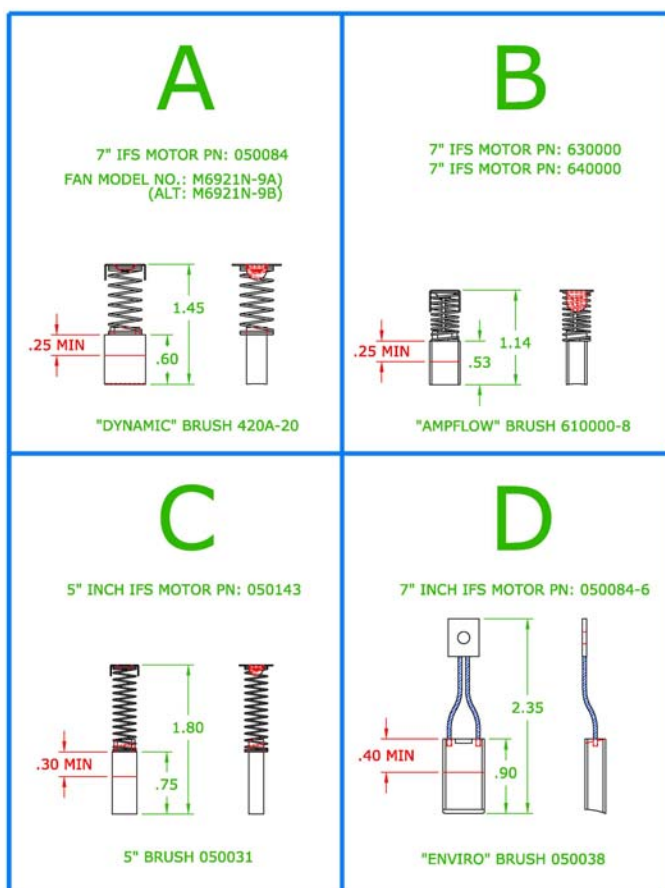 A
7" IFS MOTOR PN: 050084
FAN MODEL NO.: M6921N-9A)
(ALT: M6921N-9B)
1.45
.25 MIN
.60
"DYNAMIC" BRUSH 420A-20
B
7" IFS MOTOR PN: 630000
7" IFS MOTOR PN: 640000
1.14
.25 MIN
.53
"AMPFLOW" BRUSH 610000-8
C
5" INCH IFS MOTOR PN: 050143
1.80
.30 MIN
.75
5" BRUSH 050031
D
7" INCH IFS MOTOR PN: 050084-6
2.35
.40 MIN
.90
"ENVIRO" BRUSH 050038